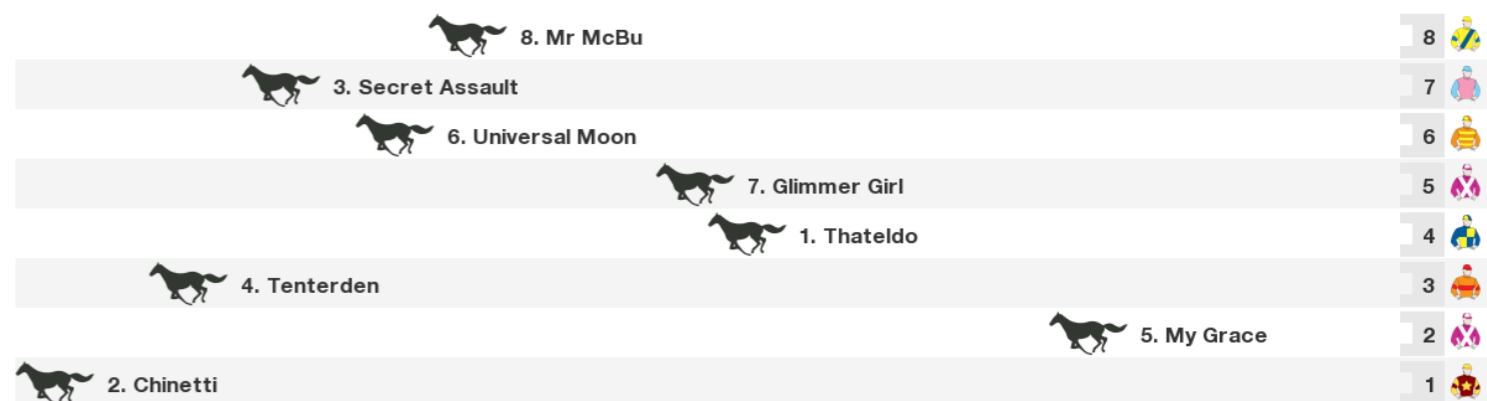 8. Mr McBu 8
3. Secret Assault 7
6. Universal Moon 6
7. Glimmer Girl 5
1. Thateldo 4
4. Tenterden 3
5. My Grace 2
2. Chinetti 1